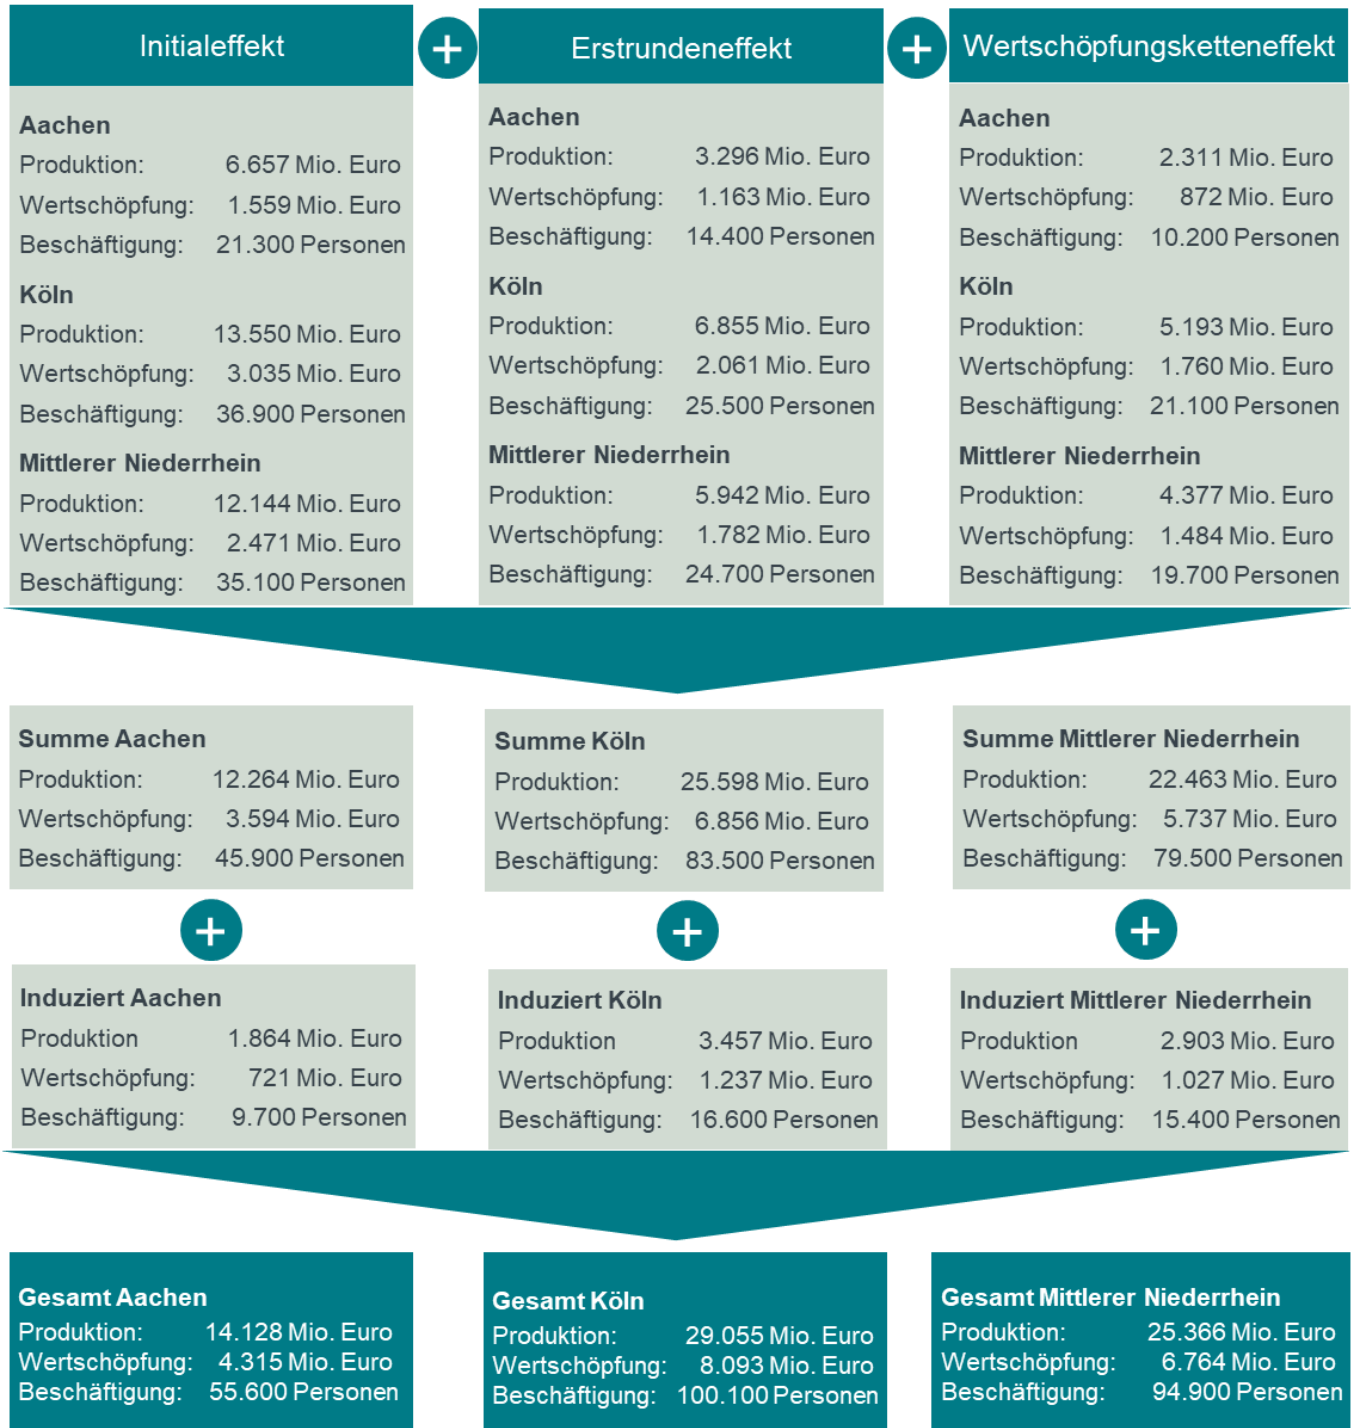 Initialeffekt
+
Erstrundeneffekt
+
Wertschöpfungsketteneffekt
Aachen
Produktion: 6.657 Mio. Euro
Wertschöpfung: 1.559 Mio. Euro
Beschäftigung: 21.300 Personen
Köln
Produktion: 13.550 Mio. Euro
Wertschöpfung: 3.035 Mio. Euro
Beschäftigung: 36.900 Personen
Mittlerer Niederrhein
Produktion: 12.144 Mio. Euro
Wertschöpfung: 2.471 Mio. Euro
Beschäftigung: 35.100 Personen
Aachen
Produktion: 3.296 Mio. Euro
Wertschöpfung: 1.163 Mio. Euro
Beschäftigung: 14.400 Personen
Köln
Produktion: 6.855 Mio. Euro
Wertschöpfung: 2.061 Mio. Euro
Beschäftigung: 25.500 Personen
Mittlerer Niederrhein
Produktion: 5.942 Mio. Euro
Wertschöpfung: 1.782 Mio. Euro
Beschäftigung: 24.700 Personen
Aachen
Produktion: 2.311 Mio. Euro
Wertschöpfung: 872 Mio. Euro
Beschäftigung: 10.200 Personen
Köln
Produktion: 5.193 Mio. Euro
Wertschöpfung: 1.760 Mio. Euro
Beschäftigung: 21.100 Personen
Mittlerer Niederrhein
Produktion: 4.377 Mio. Euro
Wertschöpfung: 1.484 Mio. Euro
Beschäftigung: 19.700 Personen
Summe Aachen
Produktion: 12.264 Mio. Euro
Wertschöpfung: 3.594 Mio. Euro
Beschäftigung: 45.900 Personen
Summe Köln
Produktion: 25.598 Mio. Euro
Wertschöpfung: 6.856 Mio. Euro
Beschäftigung: 83.500 Personen
Summe Mittlerer Niederrhein
Produktion: 22.463 Mio. Euro
Wertschöpfung: 5.737 Mio. Euro
Beschäftigung: 79.500 Personen
+
+
+
Induziert Aachen
Produktion 1.864 Mio. Euro
Wertschöpfung: 721 Mio. Euro
Beschäftigung: 9.700 Personen
Induziert Köln
Produktion 3.457 Mio. Euro
Wertschöpfung: 1.237 Mio. Euro
Beschäftigung: 16.600 Personen
Induziert Mittlerer Niederrhein
Produktion 2.903 Mio. Euro
Wertschöpfung: 1.027 Mio. Euro
Beschäftigung: 15.400 Personen
Gesamt Aachen
Produktion: 14.128 Mio. Euro
Wertschöpfung: 4.315 Mio. Euro
Beschäftigung: 55.600 Personen
Gesamt Köln
Produktion: 29.055 Mio. Euro
Wertschöpfung: 8.093 Mio. Euro
Beschäftigung: 100.100 Personen
Gesamt Mittlerer Niederrhein
Produktion: 25.366 Mio. Euro
Wertschöpfung: 6.764 Mio. Euro
Beschäftigung: 94.900 Personen